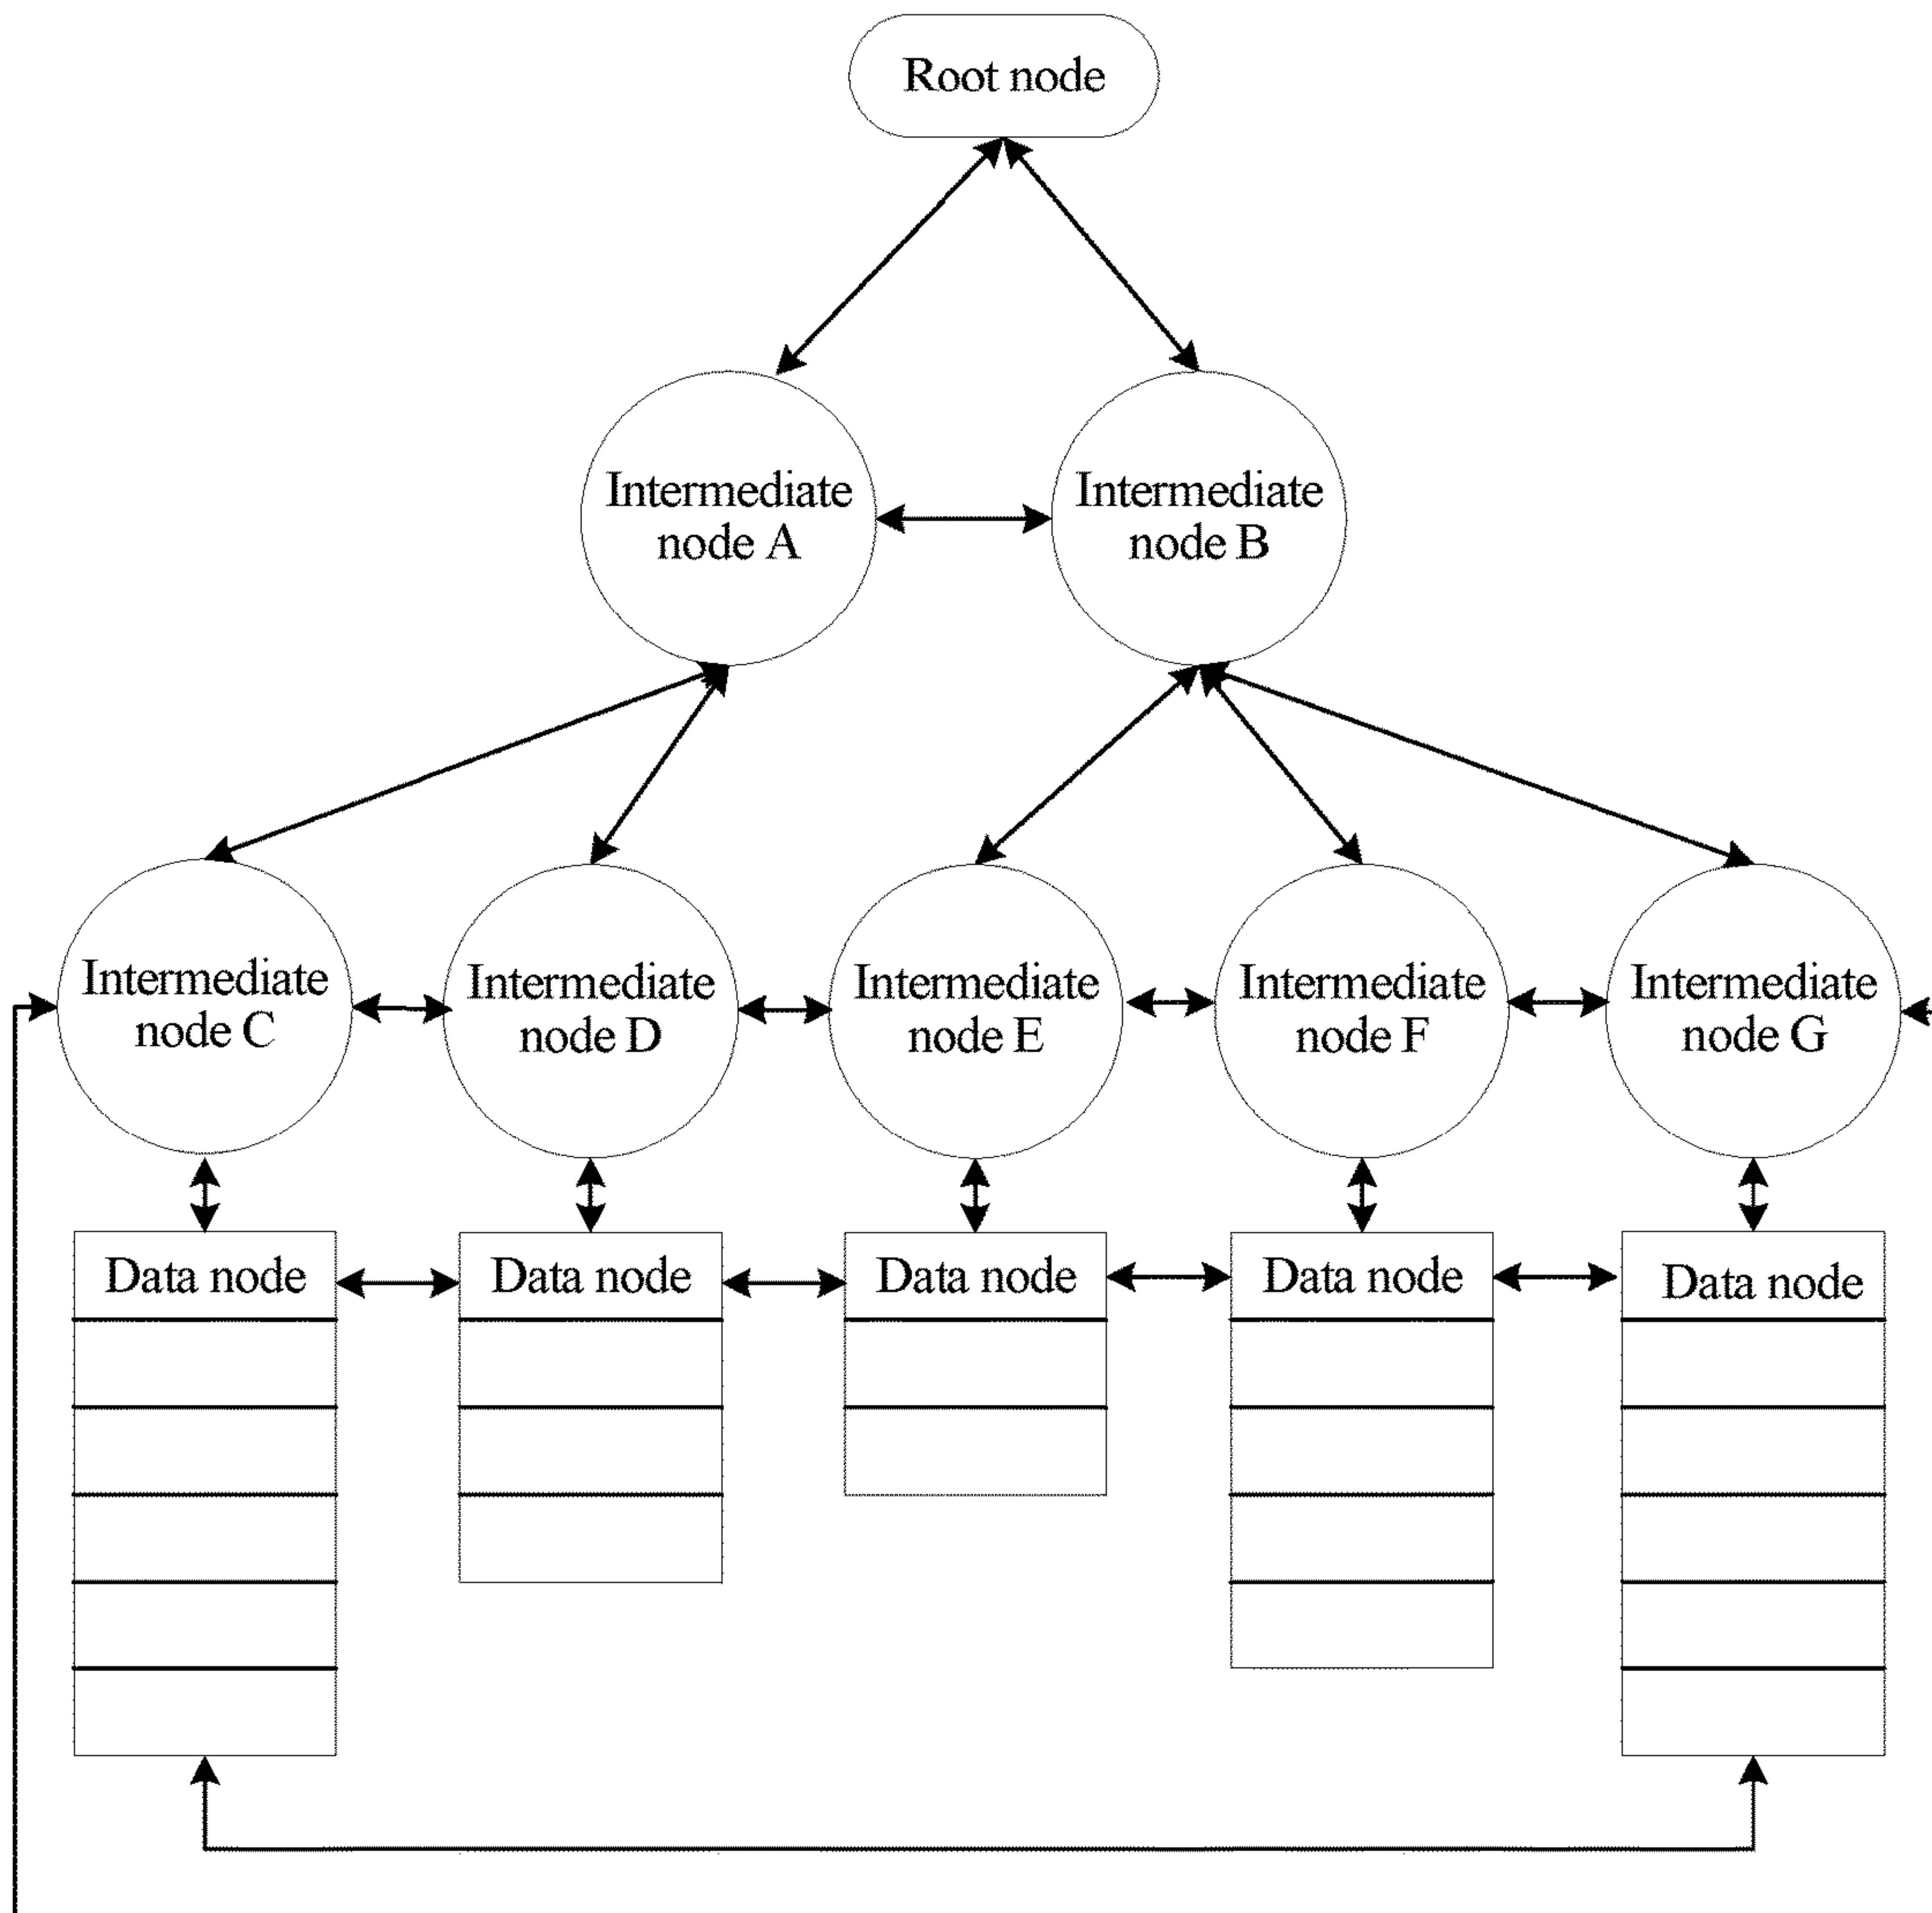 Root node
Intermediate
node A
Intermediate
node B
Intermediate
node C
Intermediate
node D
Intermediate
node E
Intermediate
node F
Intermediate
node G
Data node
Data node
Data node
Data node
Data node